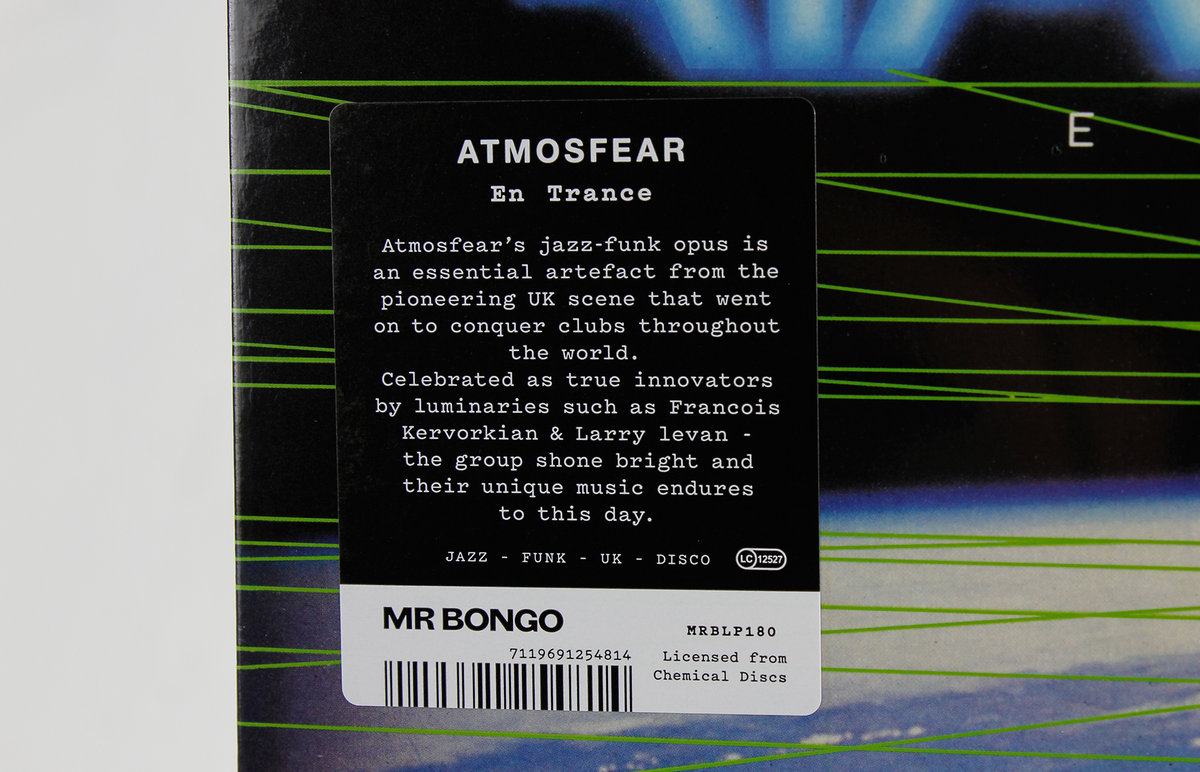 E
ATMOSFEAR
En Trance
Atmosfear's jazz-funk opus is
an essential artefact from the
pioneering UK scene that went
on to conquer clubs throughout
the world.
Celebrated as true innovators
by luminaries such as Francois
Kervorkian & Larry levan -
the group shone bright and
their unique music endures
to this day.
JAZZ - FUNK - UK - DISCO
LC 12527
MR BONGO
7119691254814
MRBLP180
Licensed from
Chemical Discs